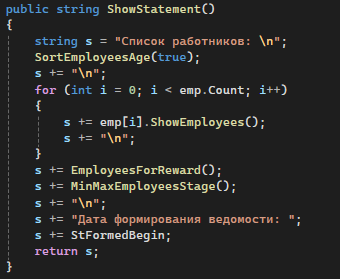 public string ShowStatement()
{
string s = "Список работников: \n";
SortEmployeesAge(true);
s += "\n";
for (int i = 0; i < emp.Count; i++)
{
s += emp[i].ShowEmployees();
s += "\n";
}
s += EmployeesForReward();
s += MinMaxEmployeesStage();
s += "\n";
s += "Дата формирования ведомости: ";
s += StFormedBegin;
return s;
}